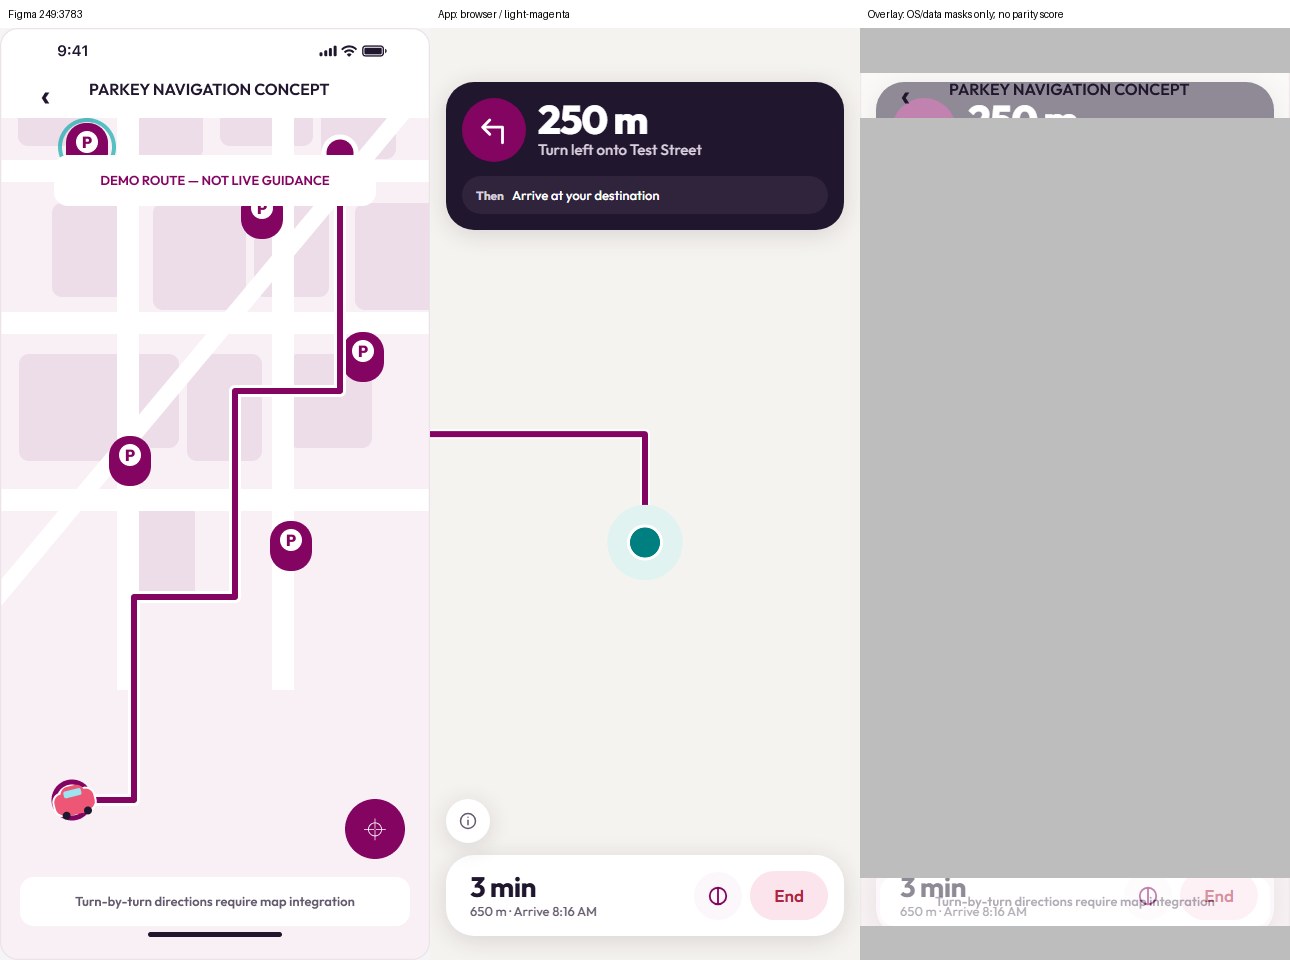 Figma 249:3783
App: browser / light-magenta
Overlay: OS/data masks only; no parity score
9:41
PARKEY NAVIGATION CONCEPT
P
DEMO ROUTE — NOT LIVE GUIDANCE
P
P
P
P
Turn-by-turn directions require map integration
250 m
Turn left onto Test Street
Then Arrive at your destination
3 min
650 m · Arrive 8:16 AM
End
PARKEY NAVIGATION CONCEPT
250 m
3 min
Turn-by-turn directions require map integration
End
650 m · Arrive 8:16 AM